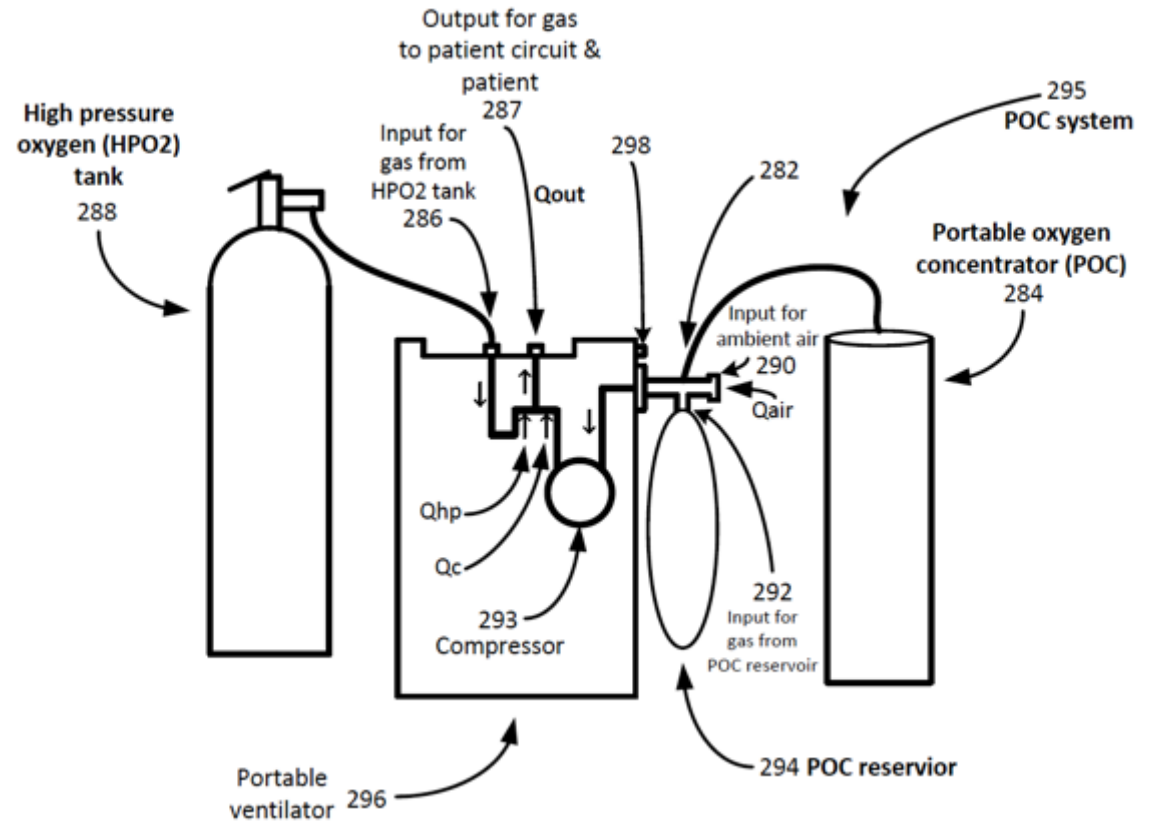 Output for gas
to patient circuit &
patient
287
High pressure
oxygen (HPO2)
tank
288
Input for
gas from
HPO2 tank
286
Qout
298
282
295
POC system
Portable oxygen
concentrator (POC)
284
Input for
ambient air
290
Qair
Qhp
Qc
293
Compressor
292
Input for
gas from
POC reservoir
294 POC reservior
Portable
ventilator 296